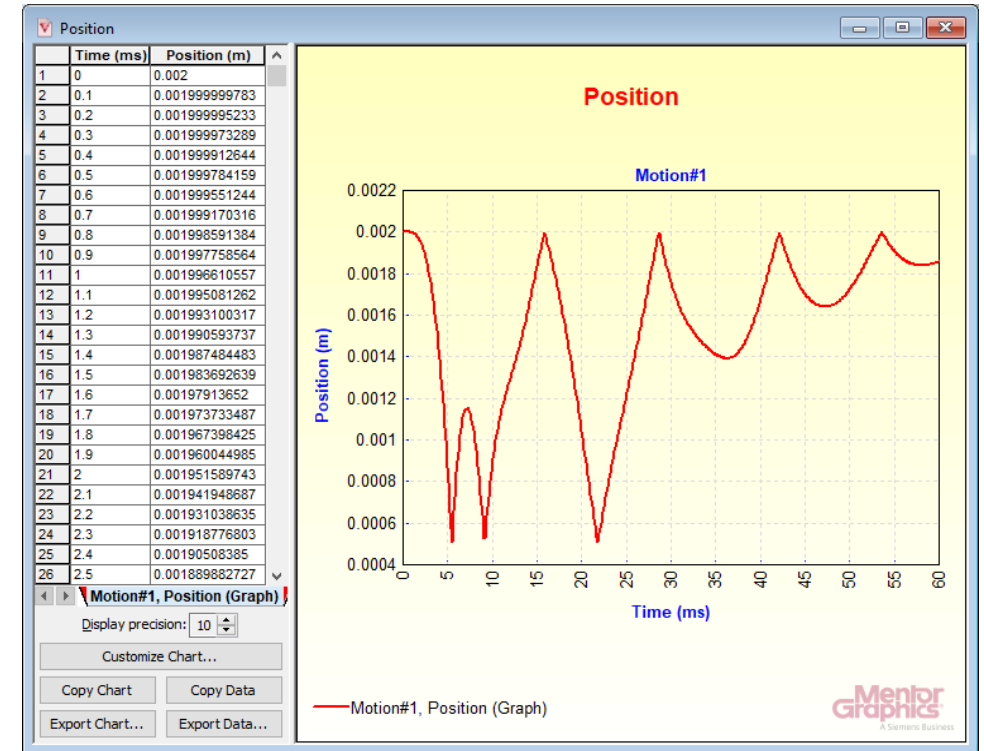 Position
Time (ms) Position (m)
1 0 0.002
2 0.1 0.001999999783
3 0.2 0.001999995233
4 0.3 0.001999973289
5 0.4 0.001999912644
6 0.5 0.001999784159
7 0.6 0.001999551244
8 0.7 0.001999170316
9 0.8 0.001998591384
10 0.9 0.001997758564
11 1 0.001996610557
12 1.1 0.001995081262
13 1.2 0.001993100317
14 1.3 0.001990593737
15 1.4 0.001987484483
16 1.5 0.001983692639
17 1.6 0.00197913652
18 1.7 0.001973733487
19 1.8 0.001967398425
20 1.9 0.001960044985
21 2 0.001951589743
22 2.1 0.001941948687
23 2.2 0.001931038635
24 2.3 0.001918776803
25 2.4 0.00190508385
26 2.5 0.001889882727
Motion#1, Position (Graph)
Display precision: 10
Customize Chart...
Copy Chart Copy Data
Export Chart... Export Data...
Position
Motion#1
0.0022
0.002
0.0018
0.0016
0.0014
0.0012
0.001
0.0008
0.0006
0.0004
Position (m)
0 5 10 15 20 25 30 35 40 45 50 55 60
Time (ms)
Motion#1, Position (Graph)
Mentor
Graphics
A Siemens Business